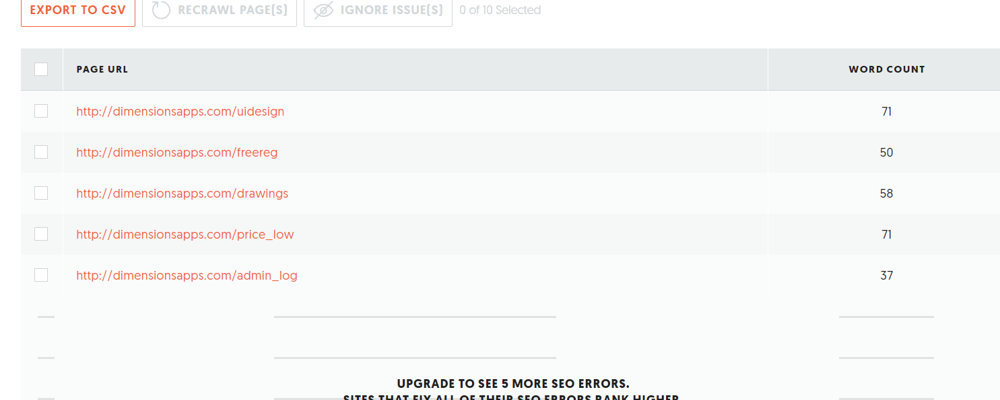 EXPORT TO CSV RECRAWL PAGE(S) IGNORE ISSUE(S) 0 of 10 Selected
PAGE URL WORD COUNT
http://dimensionsapps.com/uidesign 71
http://dimensionsapps.com/freereg 50
http://dimensionsapps.com/drawings 58
http://dimensionsapps.com/price_low 71
http://dimensionsapps.com/admin_log 37
UPGRADE TO SEE 5 MORE SEO ERRORS.
SITES THAT FIX ALL OF THEIR SEO ERRORS RANK HIGHER